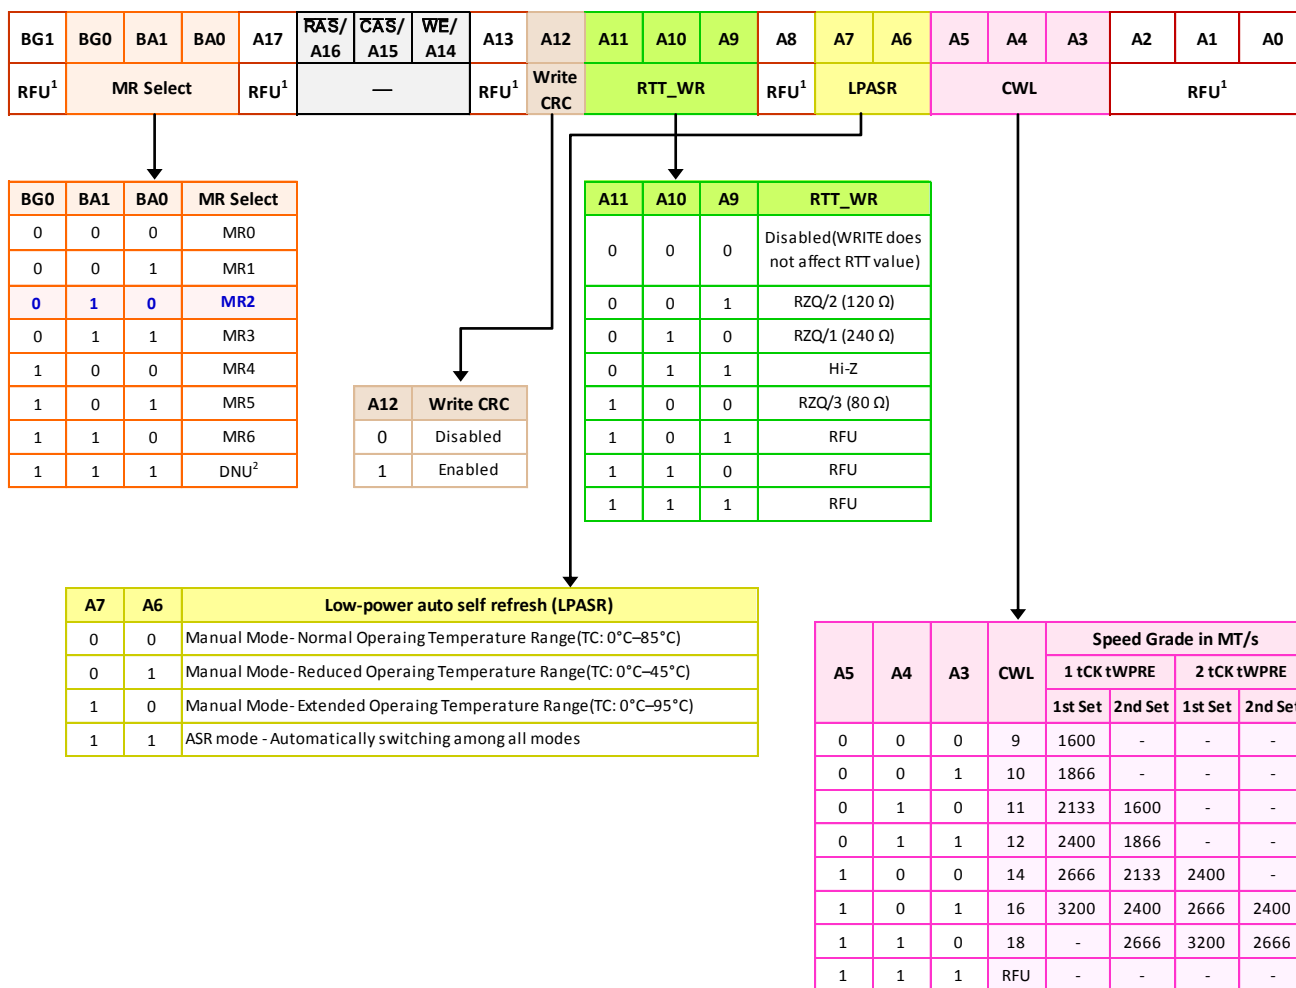 BG1 BG0 BA1 BA0 A17 RAS/ A16 CAS/ A15 WE/ A14 A13 A12 A11 A10 A9 A8 A7 A6 A5 A4 A3 A2 A1 A0
RFU1 MR Select RFU1 — RFU1 Write CRC RTT_WR RFU1 LPASR CWL RFU1
BG0 BA1 BA0 MR Select
0 0 0 MR0
0 0 1 MR1
0 1 0 MR2
0 1 1 MR3
1 0 0 MR4
1 0 1 MR5
1 1 0 MR6
1 1 1 DNU2
A12 Write CRC
0 Disabled
1 Enabled
A11 A10 A9 RTT_WR
0 0 0 Disabled(WRITE does
not affect RTT value)
0 0 1 RZQ/2 (120 Ω)
0 1 0 RZQ/1 (240 Ω)
0 1 1 Hi-Z
1 0 0 RZQ/3 (80 Ω)
1 0 1 RFU
1 1 0 RFU
1 1 1 RFU
A7 A6 Low-power auto self refresh (LPASR)
0 0 Manual Mode- Normal Operaing Temperature Range(TC: 0°C–85°C)
0 1 Manual Mode- Reduced Operaing Temperature Range(TC: 0°C–45°C)
1 0 Manual Mode- Extended Operaing Temperature Range(TC: 0°C–95°C)
1 1 ASR mode - Automatically switching among all modes
A5 A4 A3 CWL Speed Grade in MT/s
1 tCK tWPRE 2 tCK tWPRE
1st Set 2nd Set 1st Set 2nd Set
0 0 0 9 1600 - - -
0 0 1 10 1866 - - -
0 1 0 11 2133 1600 - -
0 1 1 12 2400 1866 - -
1 0 0 14 2666 2133 2400 -
1 0 1 16 3200 2400 2666 2400
1 1 0 18 - 2666 3200 2666
1 1 1 RFU - - - -